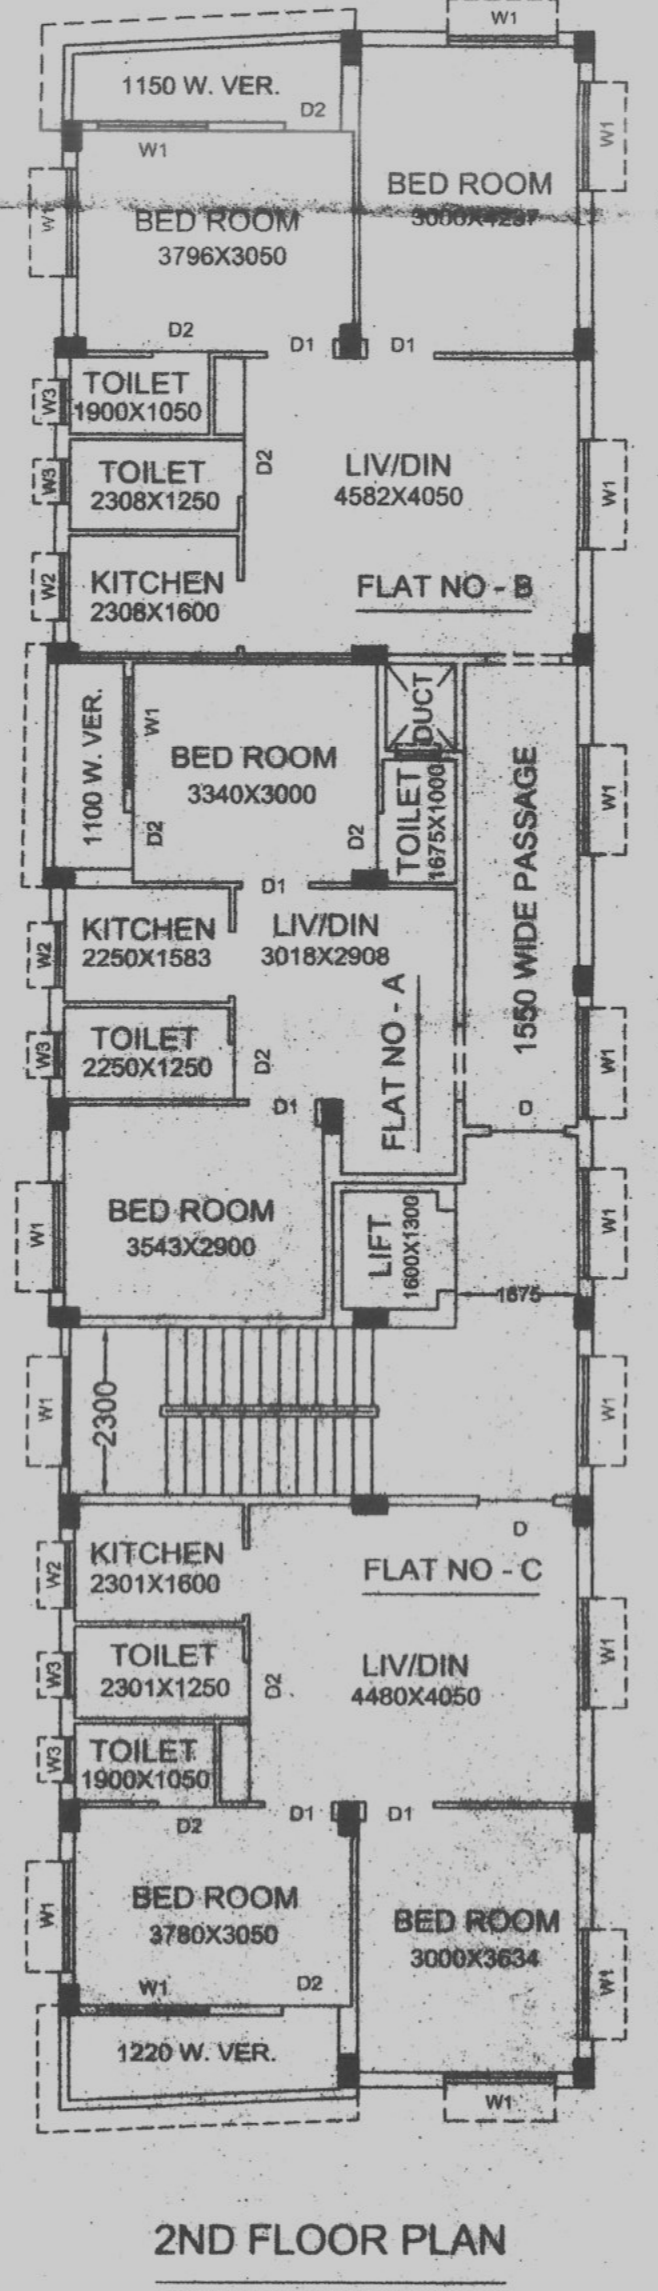 W1
1150 W. VER.
D2
W1
W1
BED ROOM
W1
BED ROOM
3796X3050
D2
D1
D1
TOILET
1900X1050
W3
LIV/DIN
4582X4050
D2
TOILET
2308X1250
W3
W1
KITCHEN
2308X1600
W2
FLAT NO - B
DUCT
1100 W. VER.
W1
BED ROOM
3340X3000
D2
D2
TOILET
1675X1000
1550 WIDE PASSAGE
W1
D1
KITCHEN
2250X1583
W2
LIV/DIN
3018X2908
FLAT NO - A
TOILET
2250X1250
W3
D2
W1
D1
D
BED ROOM
3543X2900
W1
LIFT
1600X1300
W1
1675
W1
2300
W1
KITCHEN
2301X1600
W2
D
FLAT NO - C
TOILET
2301X1250
W3
D2
LIV/DIN
4480X4050
W1
TOILET
1900X1050
W3
D2
D1
D1
BED ROOM
3780X3050
W1
BED ROOM
3000X3634
W1
W1
D2
1220 W. VER.
W1
2ND FLOOR PLAN